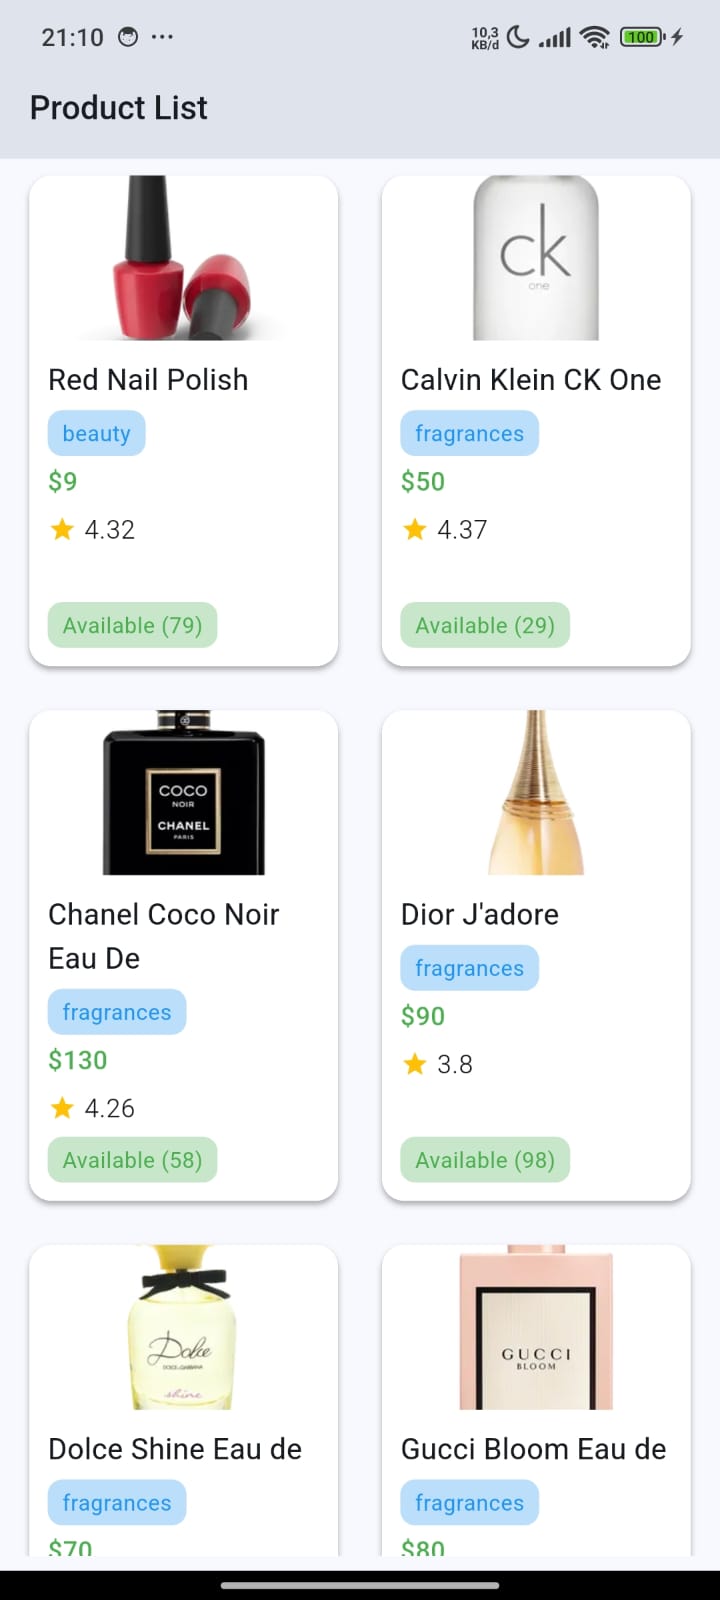 21:10
10,3
KB/d
100
Product List
ck
one
Red Nail Polish
beauty
$9
4.32
Available (79)
Calvin Klein CK One
fragrances
$50
4.37
Available (29)
COCO
NOIR
CHANEL
PARIS
Chanel Coco Noir
Eau De
fragrances
$130
4.26
Available (58)
Dior J'adore
fragrances
$90
3.8
Available (98)
Dolce
DOLCE & GABBANA
shine
Dolce Shine Eau de
fragrances
$70
GUCCI
BLOOM
Gucci Bloom Eau de
fragrances
$80